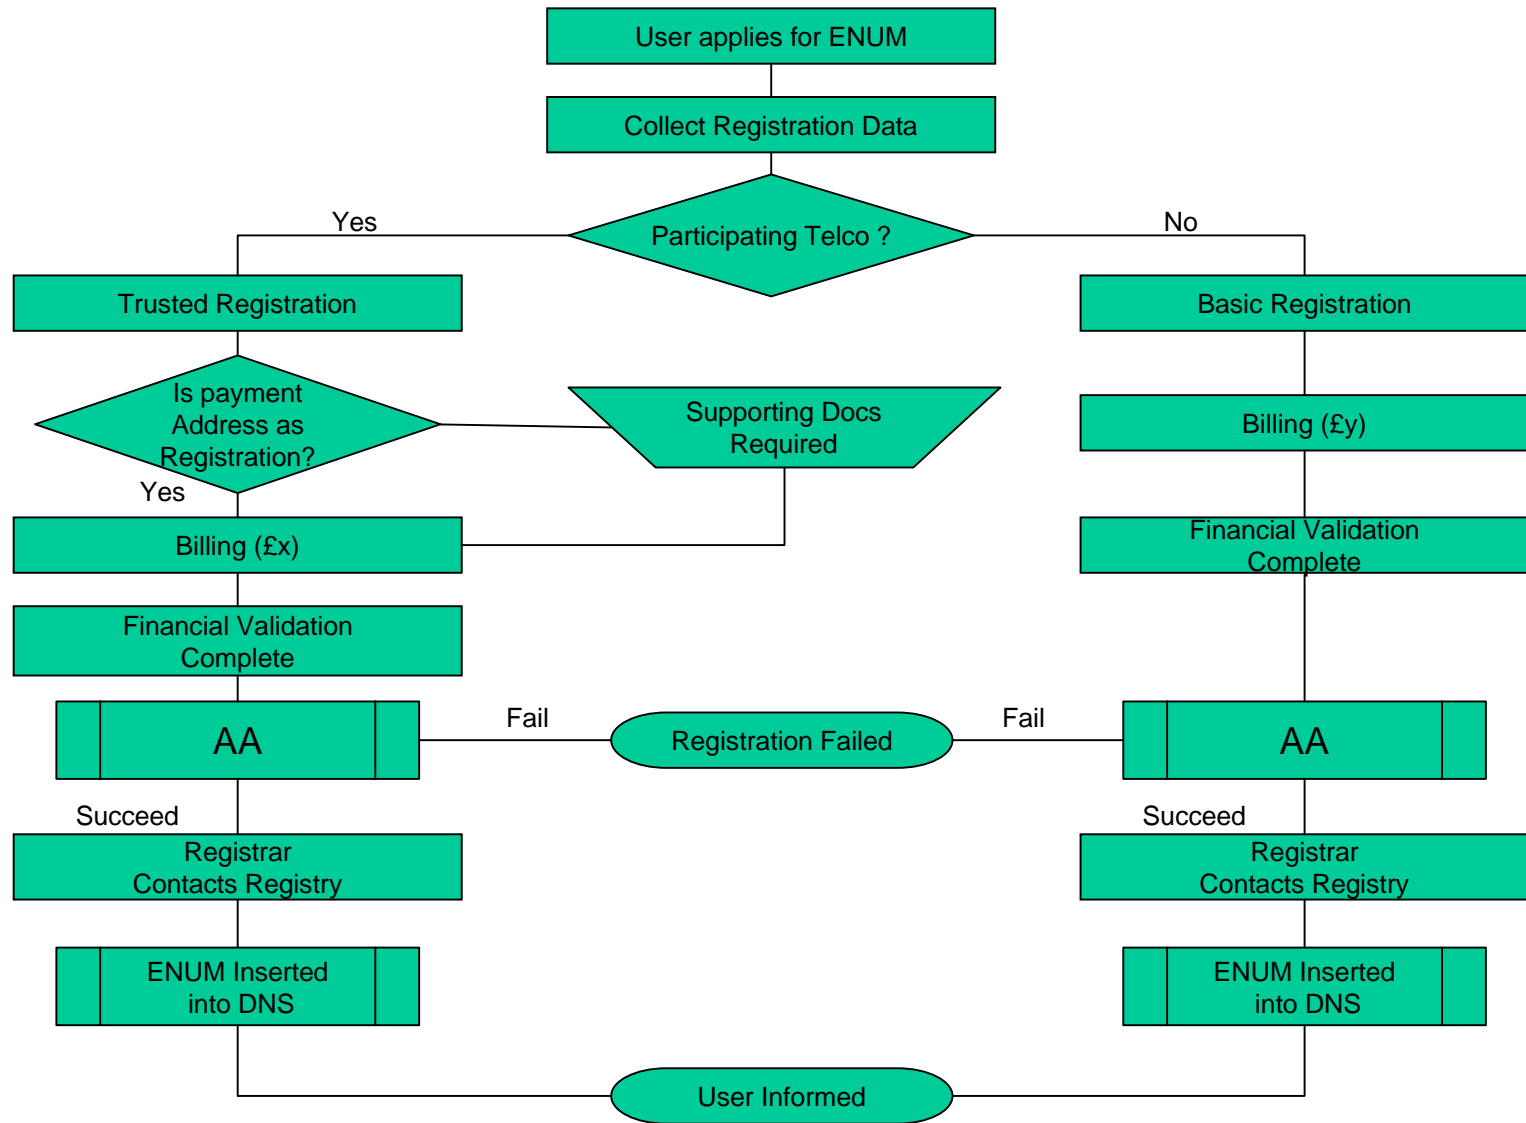 User applies for ENUM
Collect Registration Data
Yes
Participating Telco ?
No
Trusted Registration
Basic Registration
Is payment
Address as
Registration?
Supporting Docs
Required
Billing (£y)
Yes
Billing (£x)
Financial Validation
Complete
Financial Validation
Complete
AA
Fail
Registration Failed
Fail
AA
Succeed
Succeed
Registrar
Contacts Registry
Registrar
Contacts Registry
ENUM Inserted
into DNS
ENUM Inserted
into DNS
User Informed